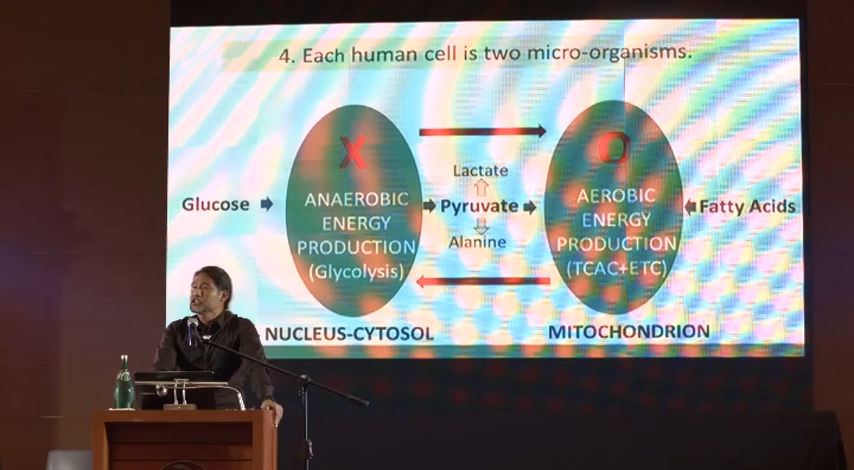 4. Each human cell is two micro-organisms.
X
O
Lactate
Glucose
ANAEROBIC
ENERGY
PRODUCTION
(Glycolysis)
Pyruvate
Alanine
AEROBIC
ENERGY
PRODUCTION
(TCAC+ETC)
Fatty Acids
NUCLEUS-CYTOSOL
MITOCHONDRION